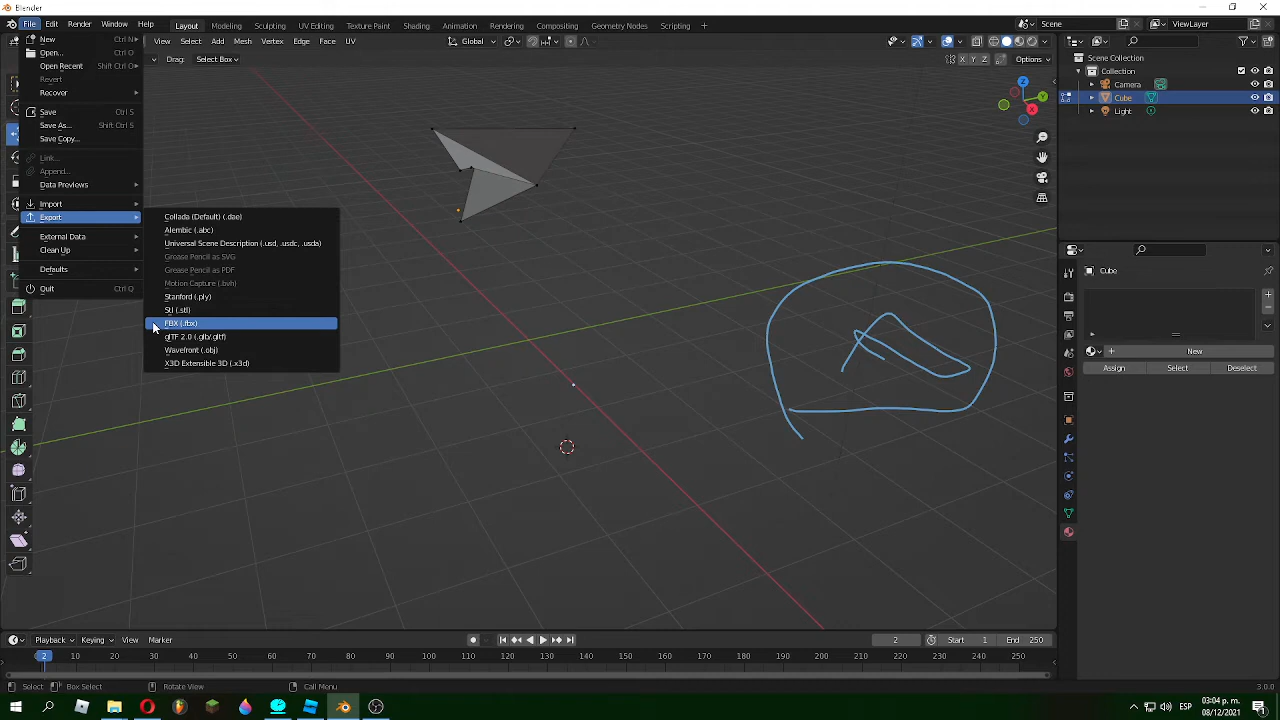 Blender
File Edit Render Window Help Layout Modeling Sculpting UV Editing Texture Paint Shading Animation Rendering Compositing Geometry Nodes Scripting + Scene ViewLayer
View Select Add Mesh Vertex Edge Face UV Global
Drag: Select Box X Y Z Options
New Ctrl N
Open... Ctrl O
Open Recent Shift Ctrl O
Revert
Recover
Save Ctrl S
Save As... Shift Ctrl S
Save Copy...
Link...
Append...
Data Previews
Import
Export
External Data
Clean Up
Defaults
Quit Ctrl Q
Collada (Default) (.dae)
Alembic (.abc)
Universal Scene Description (.usd, .usdc, .usda)
Grease Pencil as SVG
Grease Pencil as PDF
Motion Capture (.bvh)
Stanford (.ply)
Stl (.stl)
FBX (.fbx)
glTF 2.0 (.glb/.gltf)
Wavefront (.obj)
X3D Extensible 3D (.x3d)
Z
Y
X
Scene Collection
Collection
Camera
Cube
Light
Cube
New
Assign Select Deselect
Playback Keying View Marker 2 Start 1 End 250
2 10 20 30 40 50 60 70 80 90 100 110 120 130 140 150 160 170 180 190 200 210 220 230 240 250
Select Box Select Rotate View Call Menu 3.0.0
ESP 03:04 p. m.
08/12/2021